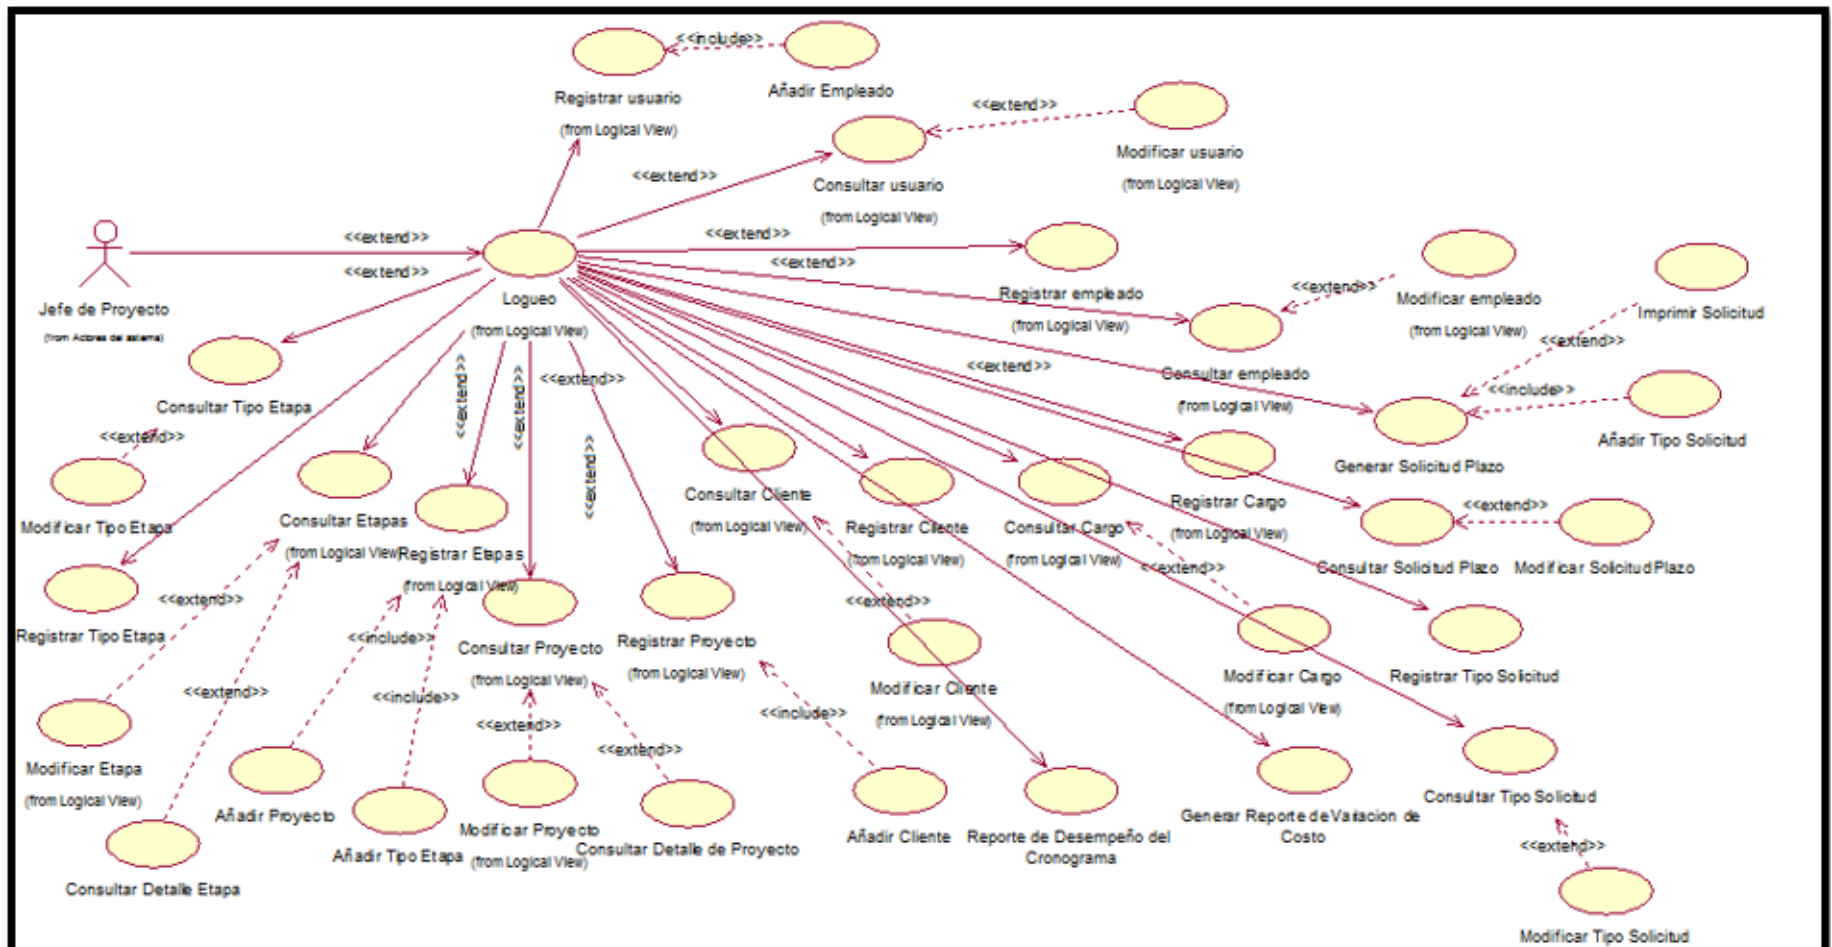 <<include>>
Añadir Empleado
Registrar usuario
(from Logical View)
<<extend>>
Modificar usuario
(from Logical View)
<<extend>>
Consultar usuario
(from Logical View)
<<extend>>
<<extend>>
<<extend>>
<<extend>>
Jefe de Proyecto
(from Actores del sistema)
Logueo
(from Logical View)
Registrar empleado
(from Logical View)
<<extend>>
Modificar empleado
(from Logical View)
Imprimir Solicitud
<<extend>>
Consultar empleado
(from Logical View)
<<extend>>
<<include>>
Añadir Tipo Solicitud
Generar Solicitud Plazo
<<extend>>
<<extend>>
<<extend>>
<<extend>>
<<extend>>
Consultar Tipo Etapa
<<extend>>
Modificar Tipo Etapa
Consultar Etapas
(from Logical View)
Registrar Etapas
(from Logical View)
Consultar Cliente
(from Logical View)
Registrar Cliente
(from Logical View)
Consultar Cargo
(from Logical View)
Registrar Cargo
(from Logical View)
<<extend>>
Consultar Solicitud Plazo
Modificar Solicitud Plazo
<<extend>>
<<extend>>
<<extend>>
Registrar Tipo Etapa
<<include>>
Consultar Proyecto
(from Logical View)
Registrar Proyecto
(from Logical View)
Modificar Cliente
(from Logical View)
Modificar Cargo
(from Logical View)
Registrar Tipo Solicitud
<<extend>>
<<include>>
<<extend>>
<<include>>
<<extend>>
Modificar Etapa
(from Logical View)
Añadir Proyecto
Añadir Tipo Etapa
Modificar Proyecto
(from Logical View)
Consultar Detalle de Proyecto
Añadir Cliente
Reporte de Desempeño del
Cronograma
Generar Reporte de Variacion de
Costo
Consultar Tipo Solicitud
<<extend>>
Consultar Detalle Etapa
Modificar Tipo Solicitud